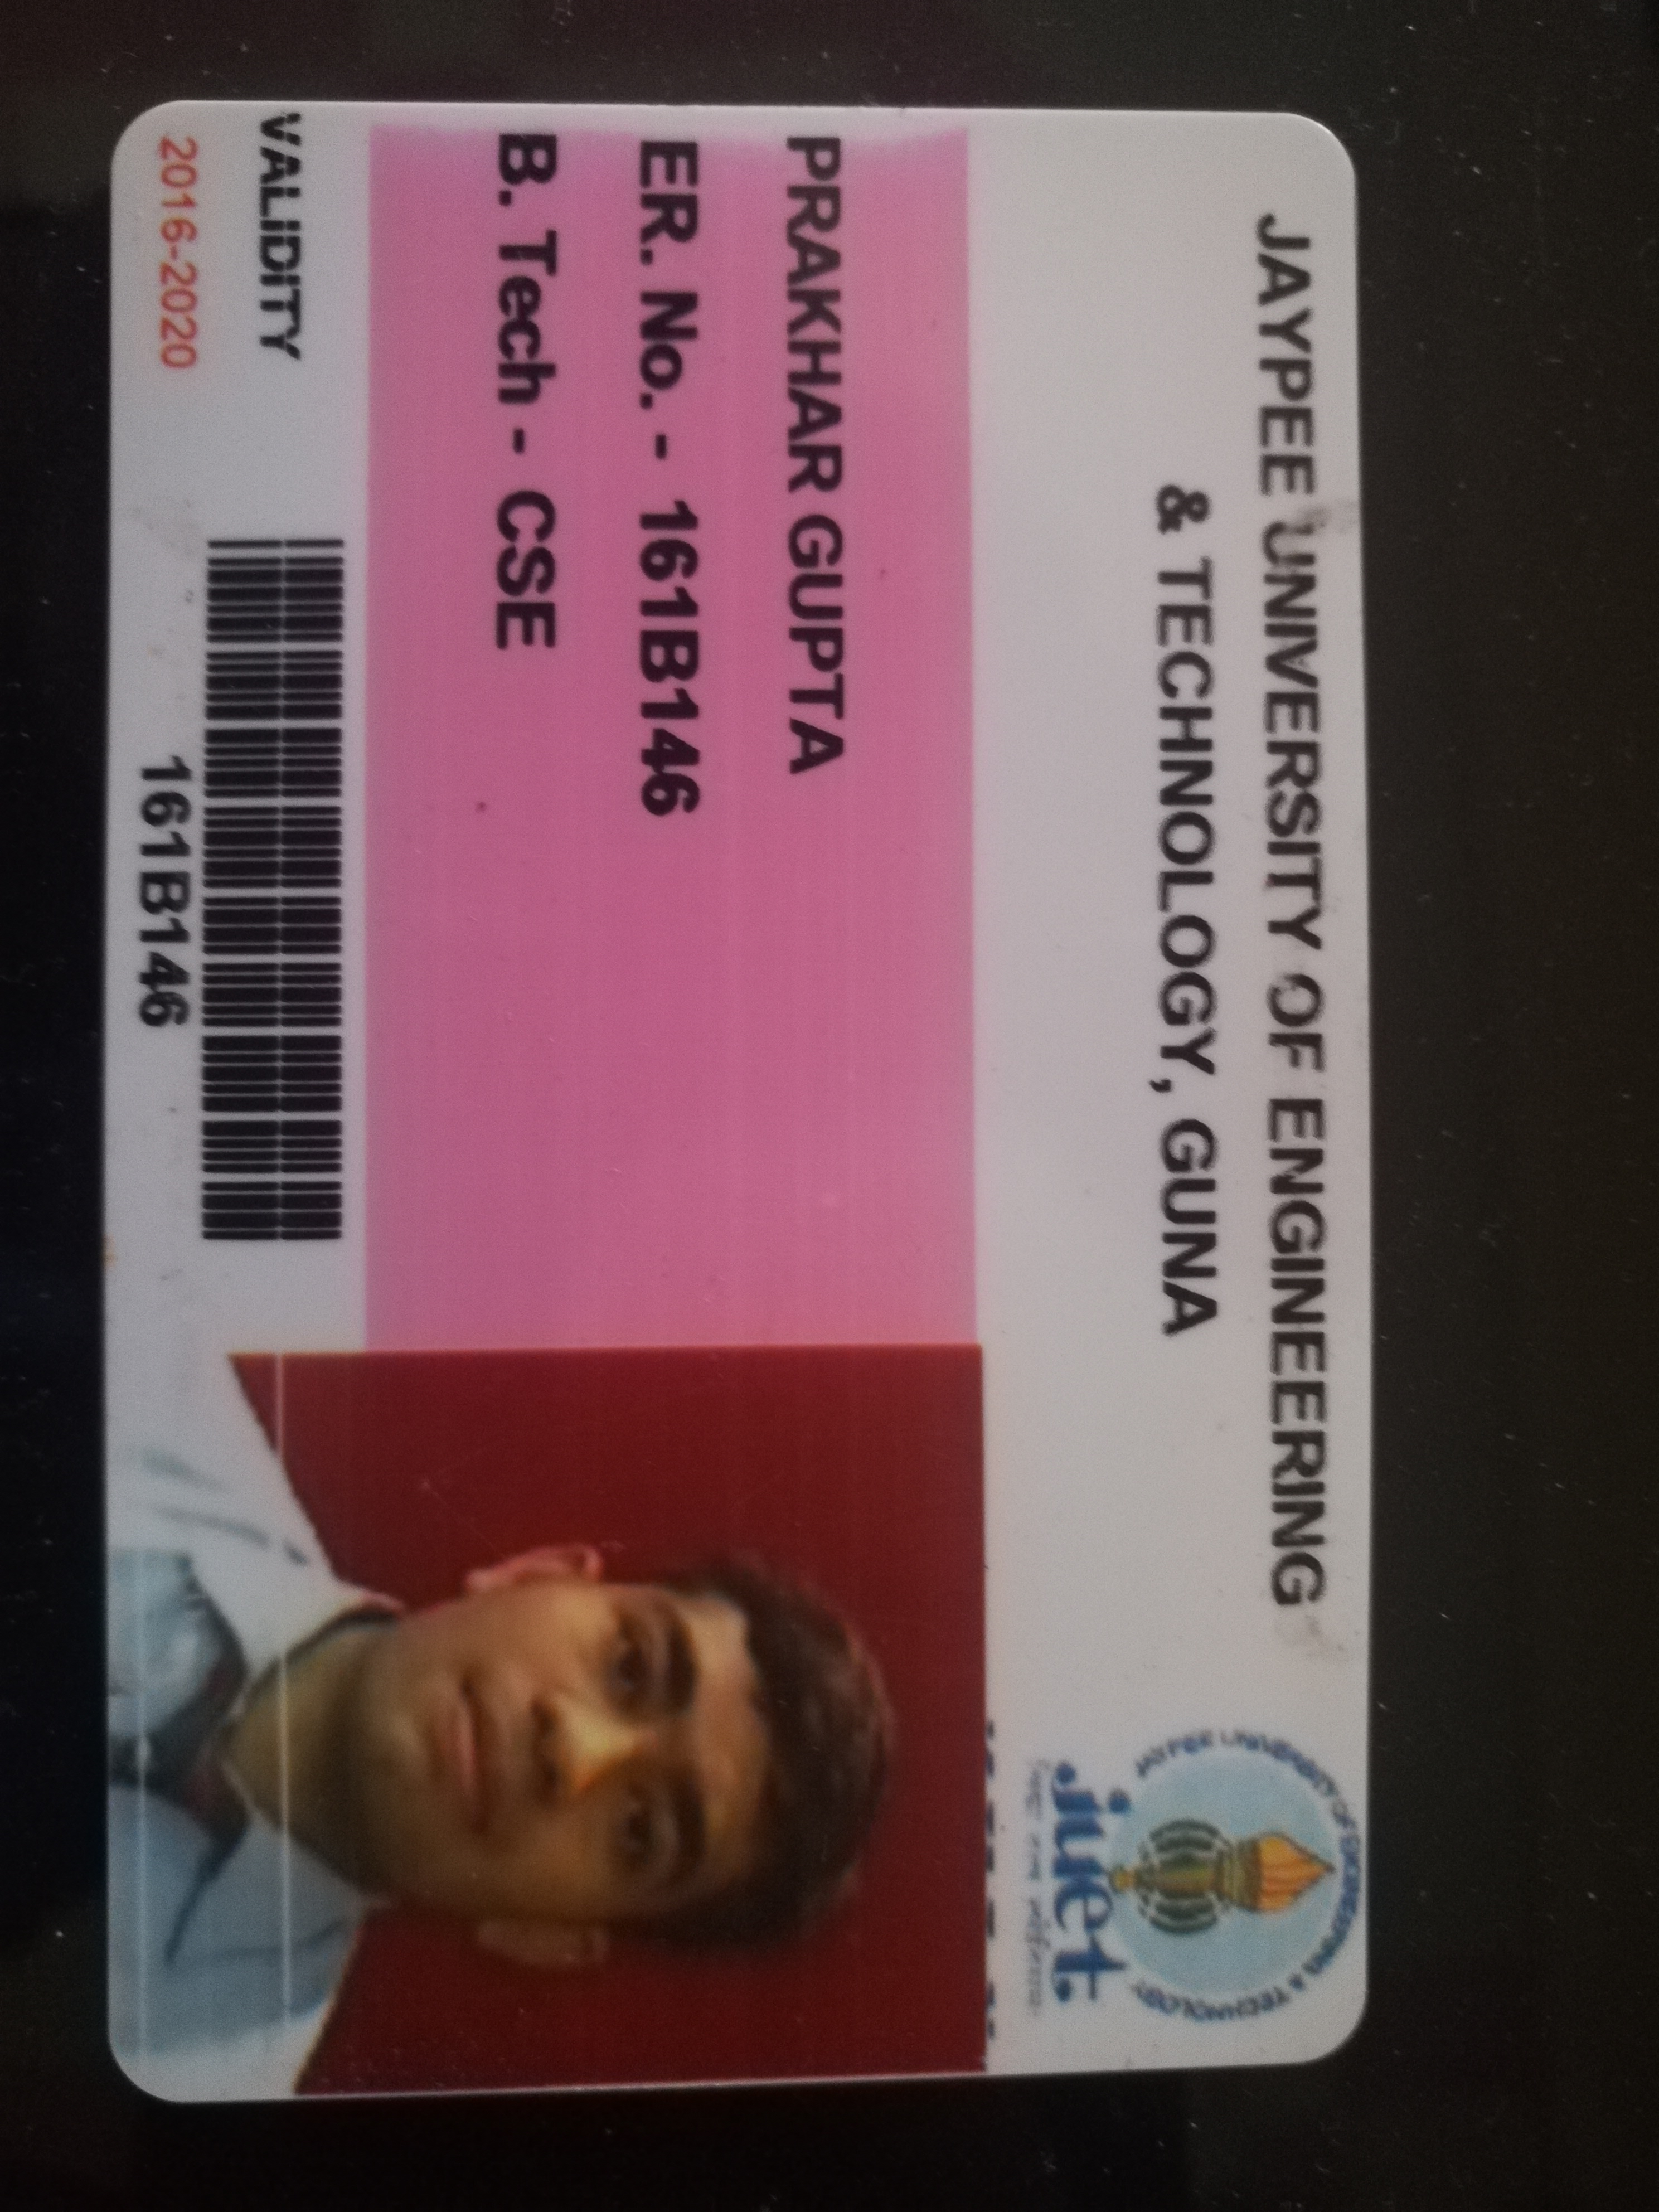 JAYPEE UNIVERSITY OF ENGINEERING
& TECHNOLOGY, GUNA
JAYPEE UNIVERSITY OF ENGINEERING & TECHNOLOGY
juet
PRAKHAR GUPTA
ER. No. - 161B146
B. Tech - CSE
VALIDITY
2016-2020
161B146